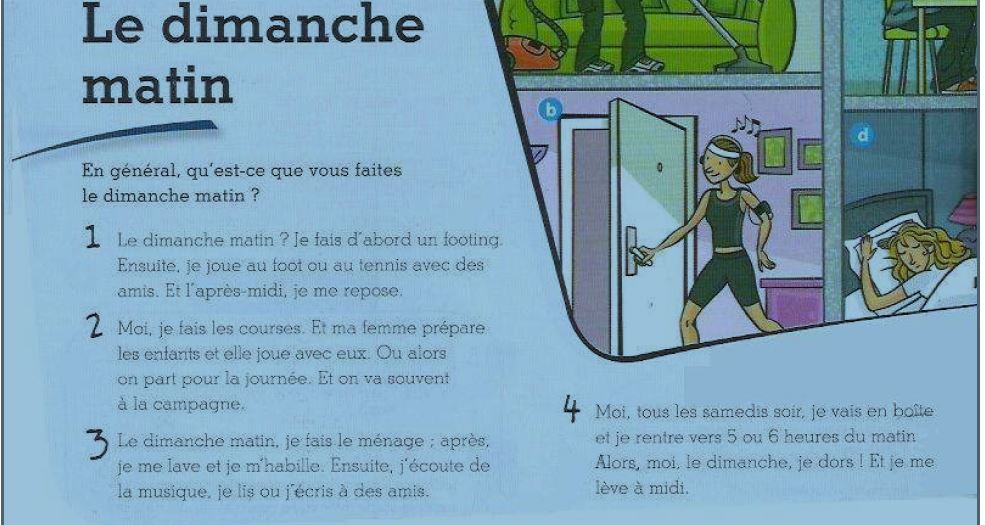 Le dimanche
matin
En général, qu'est-ce que vous faites
le dimanche matin ?
1 Le dimanche matin ? Je fais d'abord un footing.
Ensuite, je joue au foot ou au tennis avec des
amis. Et l'après-midi, je me repose.
2 Moi, je fais les courses. Et ma femme prépare
les enfants et elle joue avec eux. Ou alors
on part pour la journée. Et on va souvent
à la campagne.
3 Le dimanche matin, je fais le ménage ; après,
je me lave et je m'habille. Ensuite, j'écoute de
la musique, je lis ou j'écris à des amis.
b
d
4 Moi, tous les samedis soir, je vais en boîte
et je rentre vers 5 ou 6 heures du matin
Alors, moi, le dimanche, je dors ! Et je me
lève à midi.